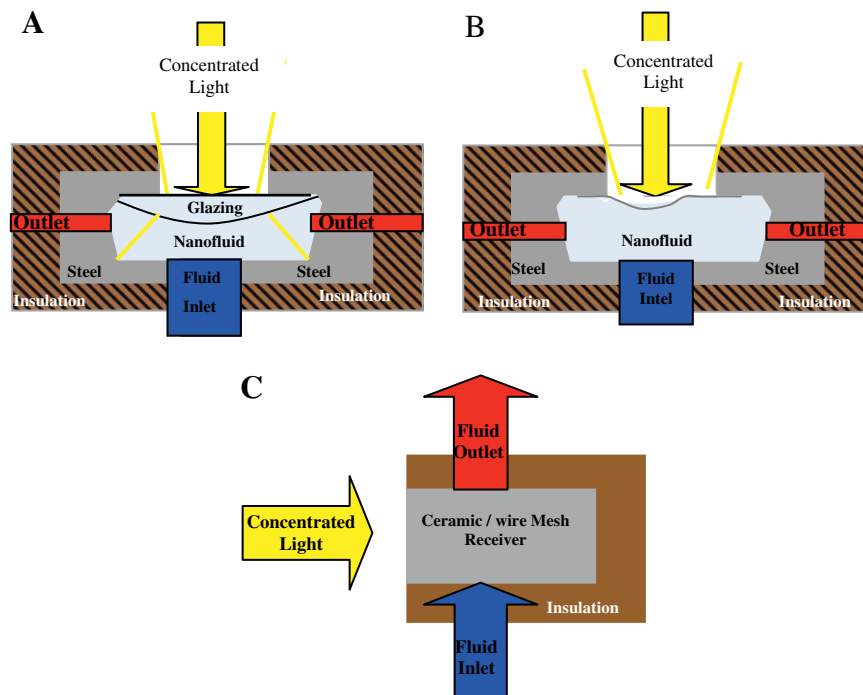 A
Concentrated
Light
Glazing
Outlet
Outlet
Nanofluid
Steel
Fluid
Inlet
Steel
Insulation
Insulation
B
Concentrated
Light
Outlet
Outlet
Nanofluid
Steel
Fluid
Intel
Steel
Insulation
Insulation
C
Fluid
Outlet
Concentrated
Light
Ceramic / wire Mesh
Receiver
Insulation
Fluid
Inlet